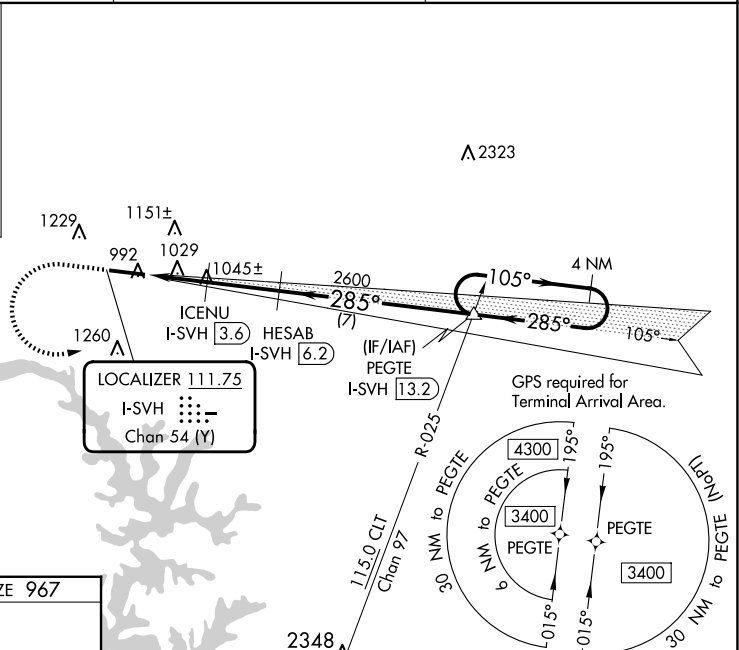 2323
1229
1151±
992
1029
1045±
2600
285°
(7)
105°
4 NM
285°
105°
ICENU
I-SVH 3.6
HESAB
I-SVH 6.2
(IF/IAF)
PEGTE
I-SVH 13.2
1260
LOCALIZER 111.75
I-SVH
Chan 54 (Y)
GPS required for
Terminal Arrival Area.
R-025
115.0 CLT
Chan 97
30 NM to PEGTE
4300
195°
6 NM to PEGTE
3400
PEGTE
015°
195°
PEGTE
3400
015°
30 NM to PEGTE (NoPT)
ZE 967
2348